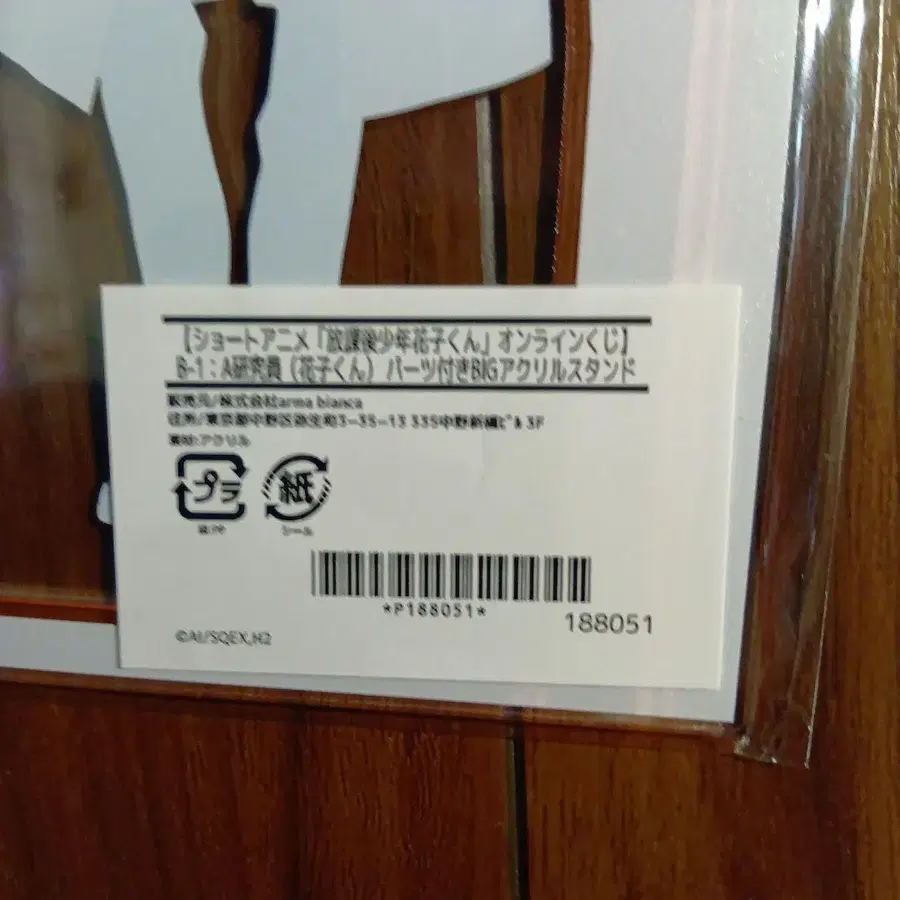 【ショートアニメ「放課後少年花子くん」オンラインくじ】
B-1：A研究員（花子くん）パーツ付きBIGアクリルスタンド
販売元/株式会社arma bianca
住所/東京都中野区弥生町3-35-13 335中野新橋ﾋﾞﾙ 3F
素材:アクリル
プラ 紙
袋:PP シール
*P188051*
188051
©AI/SQEX,H2